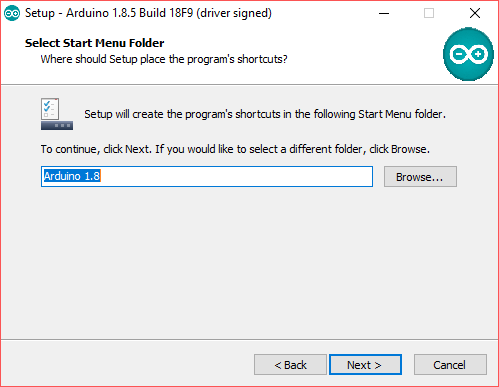 Setup - Arduino 1.8.5 Build 18F9 (driver signed)
Select Start Menu Folder
Where should Setup place the program's shortcuts?
Setup will create the program's shortcuts in the following Start Menu folder.
To continue, click Next. If you would like to select a different folder, click Browse.
Arduino 1.8
Browse...
< Back
Next >
Cancel